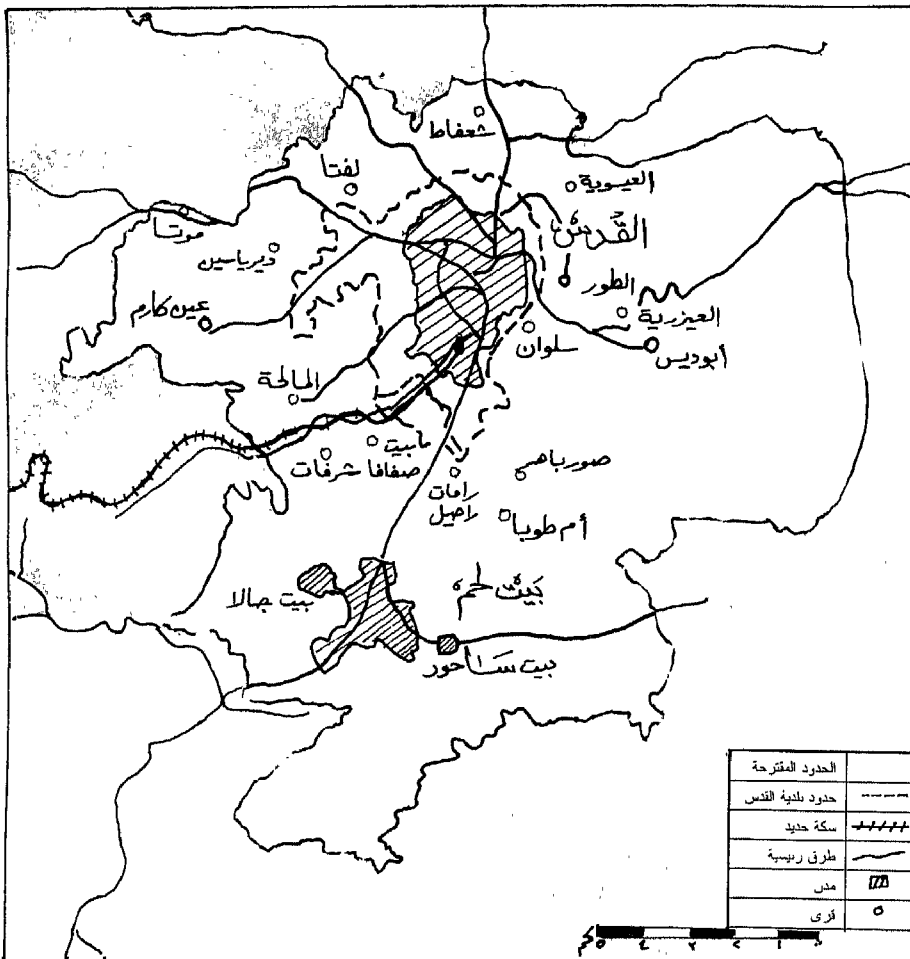 شعفاط
لفتا
العيسوية
القدس
موتسا
ديرياسين
الطور
العيزرية
عين كارم
سلوان
أبوديس
المالحة
صورباهر
صفافا شرفات
رامات
راحيل
أم طوبا
بيت لحم
بيت جالا
بيت ساحور
الحدود المقترحة
حدود بلدية القدس
سكة حديد
طرق رئيسية
مدن
قرى
كم